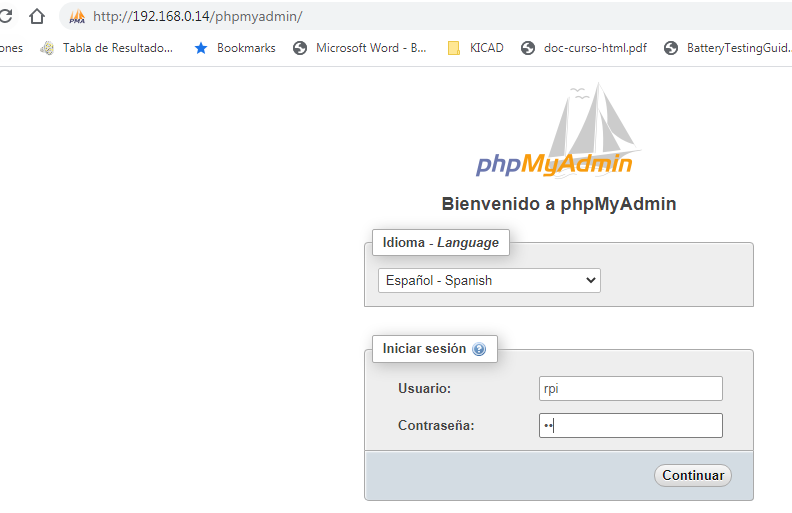 http://192.168.0.14/phpmyadmin/
ones Tabla de Resultado... Bookmarks Microsoft Word - B... KICAD doc-curso-html.pdf BatteryTestingGuid...
phpMyAdmin
Bienvenido a phpMyAdmin
Idioma - Language
Español - Spanish
Iniciar sesión
Usuario: rpi
Contraseña: ••
Continuar